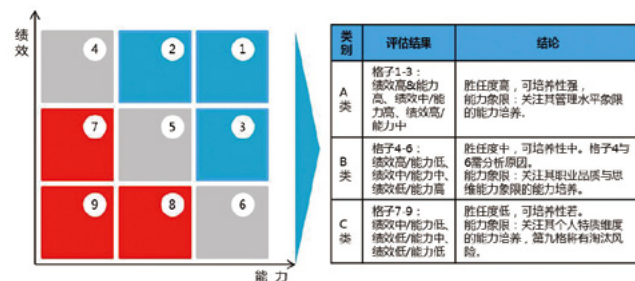 绩效
4
2
1
7
5
3
9
8
6
能力
类别
评估结果
结论
A类
格子1-3：
绩效高&能力
高、绩效中/能
力高、绩效高/
能力中
胜任度高，可培养性强，
能力象限：关注其管理水平象限
的能力培养。
B类
格子4-6：
绩效高/能力低、
绩效中/能力中、
绩效低/能力高
胜任度中，可培养性中。格子4与
6需分析原因。
能力象限：关注其职业品质与思
维能力象限的能力培养。
C类
格子7-9：
绩效中/能力低、
绩效低/能力中、
绩效低/能力低
胜任度低，可培养性若。
能力象限：关注其个人特质维度
的能力培养，第九格将有淘汰风
险。